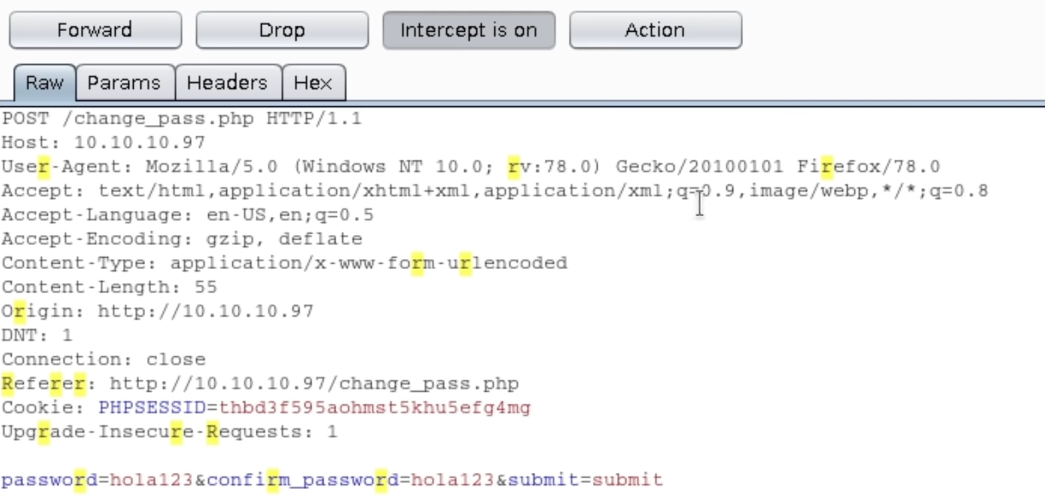 Forward Drop Intercept is on Action
Raw Params Headers Hex
POST /change_pass.php HTTP/1.1
Host: 10.10.10.97
User-Agent: Mozilla/5.0 (Windows NT 10.0; rv:78.0) Gecko/20100101 Firefox/78.0
Accept: text/html,application/xhtml+xml,application/xml;q=0.9,image/webp,*/*;q=0.8
Accept-Language: en-US,en;q=0.5
Accept-Encoding: gzip, deflate
Content-Type: application/x-www-form-urlencoded
Content-Length: 55
Origin: http://10.10.10.97
DNT: 1
Connection: close
Referer: http://10.10.10.97/change_pass.php
Cookie: PHPSESSID=thbd3f595aohmst5khu5efg4mg
Upgrade-Insecure-Requests: 1
password=hola123&confirm_password=hola123&submit=submit